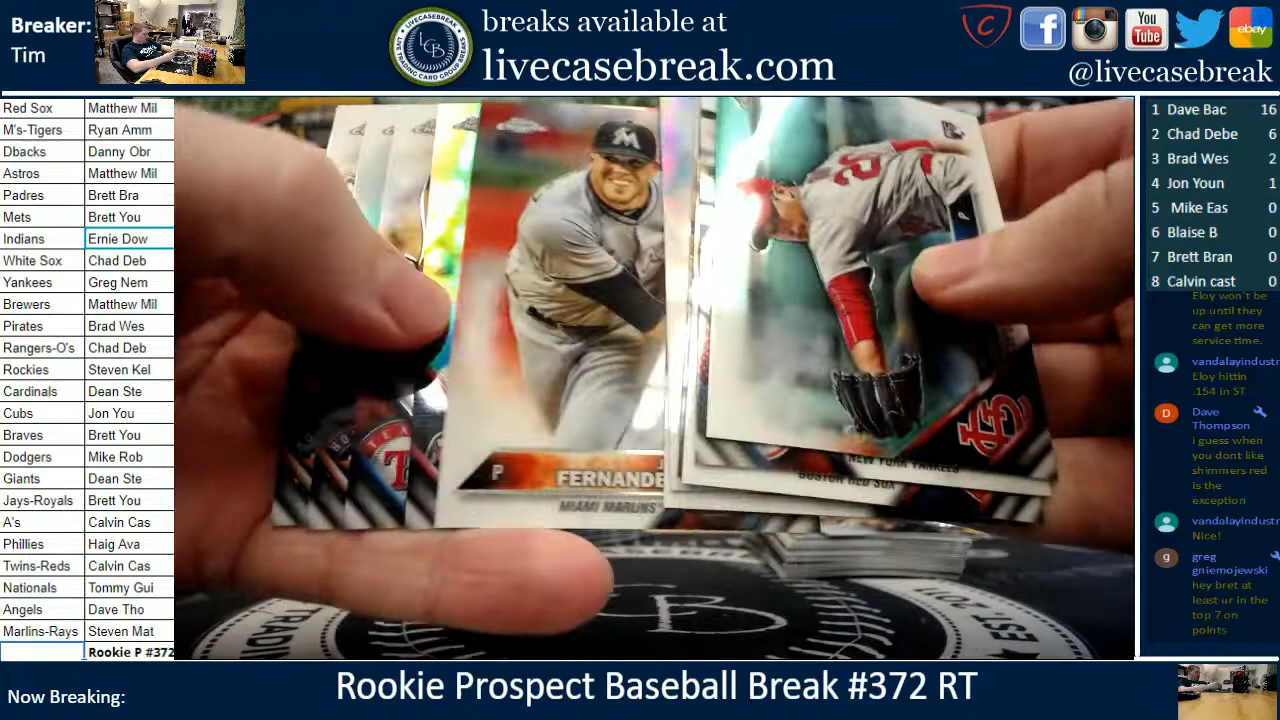 Breaker:
Tim
breaks available at
livecasebreak.com
You
Tube
ebay
@livecasebreak
Red Sox Matthew Mil
M's-Tigers Ryan Amm
Dbacks Danny Obr
Astros Matthew Mil
Padres Brett Bra
Mets Brett You
Indians Ernie Dow
White Sox Chad Deb
Yankees Greg Nem
Brewers Matthew Mil
Pirates Brad Wes
Rangers-O's Chad Deb
Rockies Steven Kel
Cardinals Dean Ste
Cubs Jon You
Braves Brett You
Dodgers Mike Rob
Giants Dean Ste
Jays-Royals Brett You
A's Calvin Cas
Phillies Haig Ava
Twins-Reds Calvin Cas
Nationals Tommy Gui
Angels Dave Tho
Marlins-Rays Steven Mat
Rookie P #372
P
FERNANDE
MIAMI MARLINS
P
NEW YORK YANKEES
BOSTON RED SOX
1 Dave Bac 16
2 Chad Debe 6
3 Brad Wes 2
4 Jon Youn 1
5 Mike Eas 0
6 Blaise B 0
7 Brett Bran 0
8 Calvin cast 0
Eloy won't be
up until they
can get more
service time.
vandalayindustr
Eloy hittin
.154 in ST
D
Dave
Thompson
i guess when
you dont like
shimmers red
is the
exception
vandalayindustr
Nice!
g
greg
gniemojewski
hey bret at
least ur in the
top 7 on
points
Now Breaking:
Rookie Prospect Baseball Break #372 RT